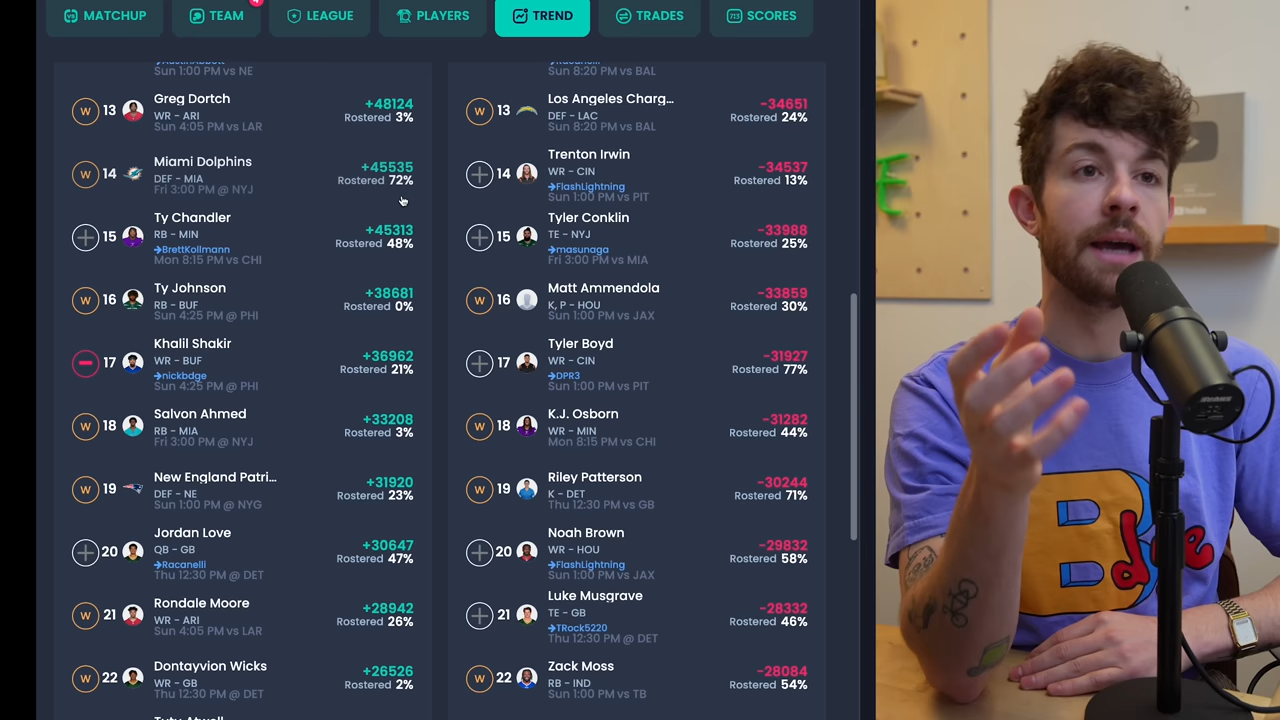 MATCHUP
TEAM
LEAGUE
PLAYERS
TREND
TRADES
SCORES
Sun 1:00 PM vs NE
W 13 Greg Dortch +48124
WR - ARI Rostered 3%
Sun 4:05 PM vs LAR
W 14 Miami Dolphins +45535
DEF - MIA Rostered 72%
Fri 3:00 PM @ NYJ
15 Ty Chandler +45313
RB - MIN Rostered 48%
BrettKollmann
Mon 8:15 PM vs CHI
W 16 Ty Johnson +38681
RB - BUF Rostered 0%
Sun 4:25 PM @ PHI
17 Khalil Shakir +36962
WR - BUF Rostered 21%
nickbdge
Sun 4:25 PM @ PHI
W 18 Salvon Ahmed +33208
RB - MIA Rostered 3%
Fri 3:00 PM @ NYJ
W 19 New England Patri... +31920
DEF - NE Rostered 23%
Sun 1:00 PM @ NYG
20 Jordan Love +30647
QB - GB Rostered 47%
Racanelli
Thu 12:30 PM @ DET
W 21 Rondale Moore +28942
WR - ARI Rostered 26%
Sun 4:05 PM vs LAR
W 22 Dontayvion Wicks +26526
WR - GB Rostered 2%
Thu 12:30 PM @ DET
Sun 8:20 PM vs BAL
W 13 Los Angeles Charg... -34651
DEF - LAC Rostered 24%
Sun 8:20 PM vs BAL
14 Trenton Irwin -34537
WR - CIN Rostered 13%
FlashLightning
Sun 1:00 PM vs PIT
15 Tyler Conklin -33988
TE - NYJ Rostered 25%
masunaga
Fri 3:00 PM vs MIA
W 16 Matt Ammendola -33859
K, P - HOU Rostered 30%
Sun 1:00 PM vs JAX
17 Tyler Boyd -31927
WR - CIN Rostered 77%
DPR3
Sun 1:00 PM vs PIT
W 18 K.J. Osborn -31282
WR - MIN Rostered 44%
Mon 8:15 PM vs CHI
W 19 Riley Patterson -30244
K - DET Rostered 71%
Thu 12:30 PM vs GB
20 Noah Brown -29832
WR - HOU Rostered 58%
FlashLightning
Sun 1:00 PM vs JAX
21 Luke Musgrave -28332
TE - GB Rostered 46%
TRock5220
Thu 12:30 PM @ DET
W 22 Zack Moss -28084
RB - IND Rostered 54%
Sun 1:00 PM vs TB